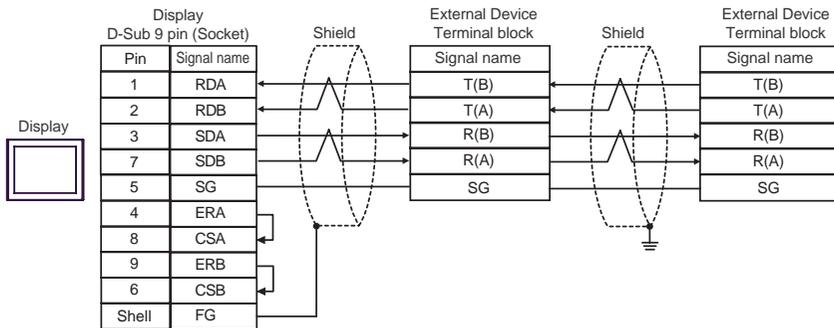 Display
D-Sub 9 pin (Socket)
Shield
External Device
Terminal block
Shield
External Device
Terminal block
Pin Signal name
Signal name
Signal name
1 RDA
T(B)
T(B)
2 RDB
T(A)
T(A)
Display
3 SDA
R(B)
R(B)
7 SDB
R(A)
R(A)
5 SG
SG
SG
4 ERA
8 CSA
9 ERB
6 CSB
Shell FG